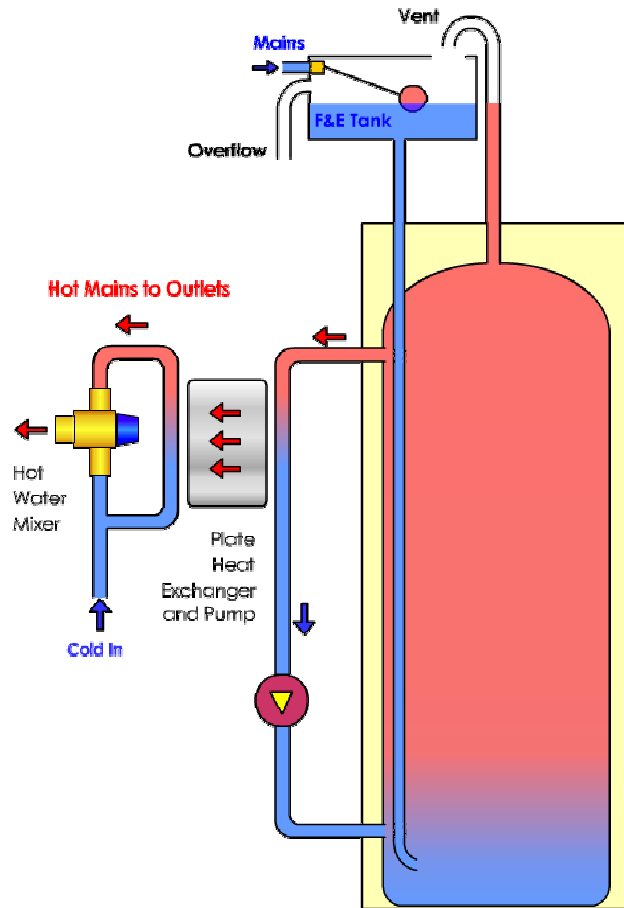 Vent
Mains
F&E Tank
Overflow
Hot Mains to Outlets
Hot
Water
Mixer
Plate
Heat
Exchanger
and Pump
Cold In